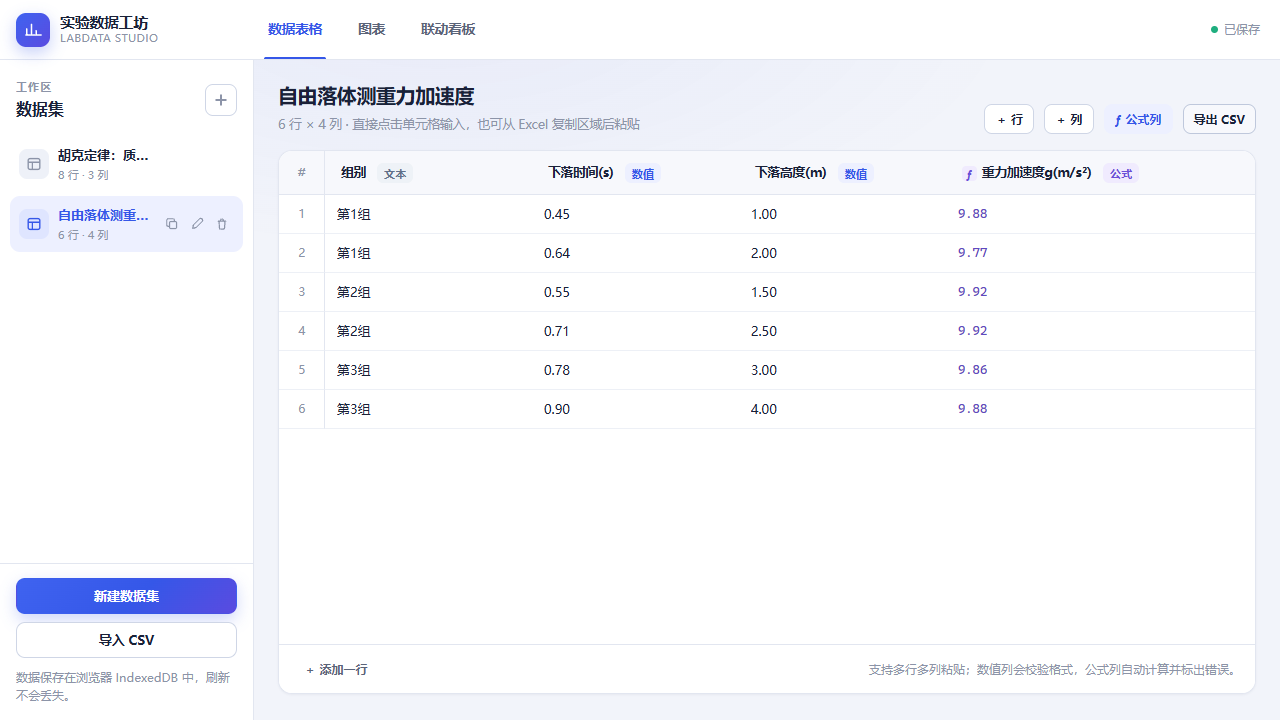 实验数据工坊
LABDATA STUDIO
数据表格 图表 联动看板
已保存
工作区
数据集
胡克定律：质…
8 行 · 3 列
自由落体测重…
6 行 · 4 列
新建数据集
导入 CSV
数据保存在浏览器 IndexedDB 中，刷新
不会丢失。
自由落体测重力加速度
6 行 × 4 列 · 直接点击单元格输入，也可从 Excel 复制区域后粘贴
+ 行 + 列 ƒ 公式列 导出 CSV
# 组别 文本 下落时间(s) 数值 下落高度(m) 数值 ƒ 重力加速度g(m/s²) 公式
1 第1组 0.45 1.00 9.88
2 第1组 0.64 2.00 9.77
3 第2组 0.55 1.50 9.92
4 第2组 0.71 2.50 9.92
5 第3组 0.78 3.00 9.86
6 第3组 0.90 4.00 9.88
+ 添加一行
支持多行多列粘贴；数值列会校验格式，公式列自动计算并标出错误。